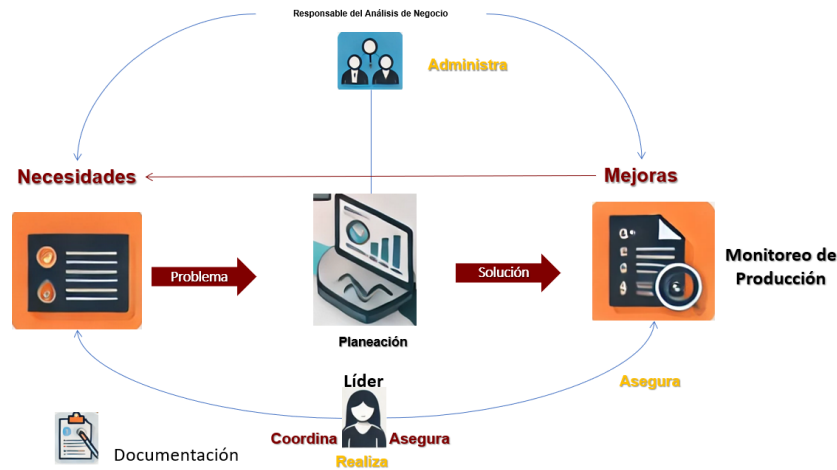 Responsable del Análisis de Negocio
Administra
Necesidades
Mejoras
Problema
Solución
Monitoreo de
Producción
Planeación
Líder
Asegura
Coordina
Asegura
Realiza
Documentación